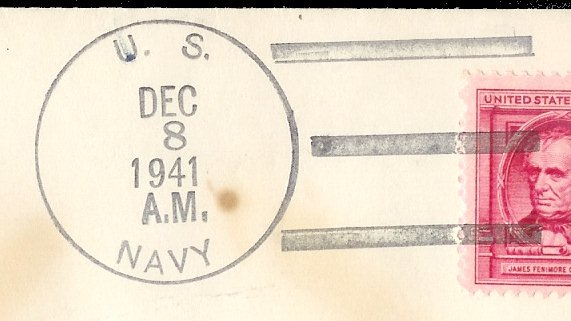 U. S.
DEC
8
1941
A.M.
NAVY
UNITED STATE
JAMES FENIMORE C